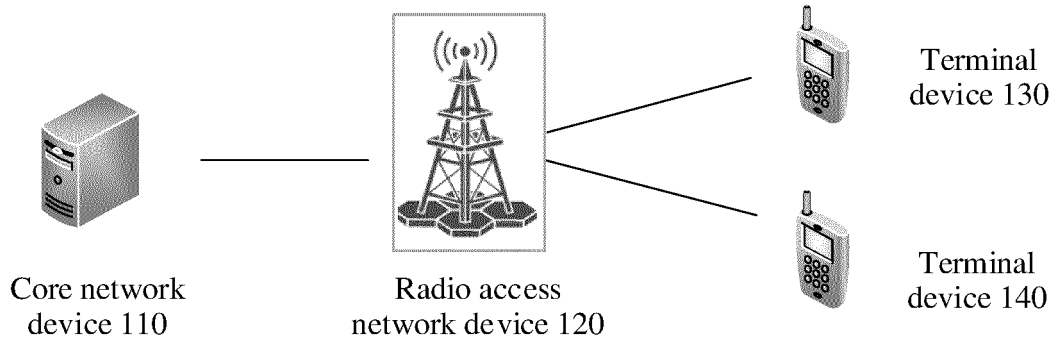 Terminal
device 130
Core network
device 110
Radio access
network device 120
Terminal
device 140